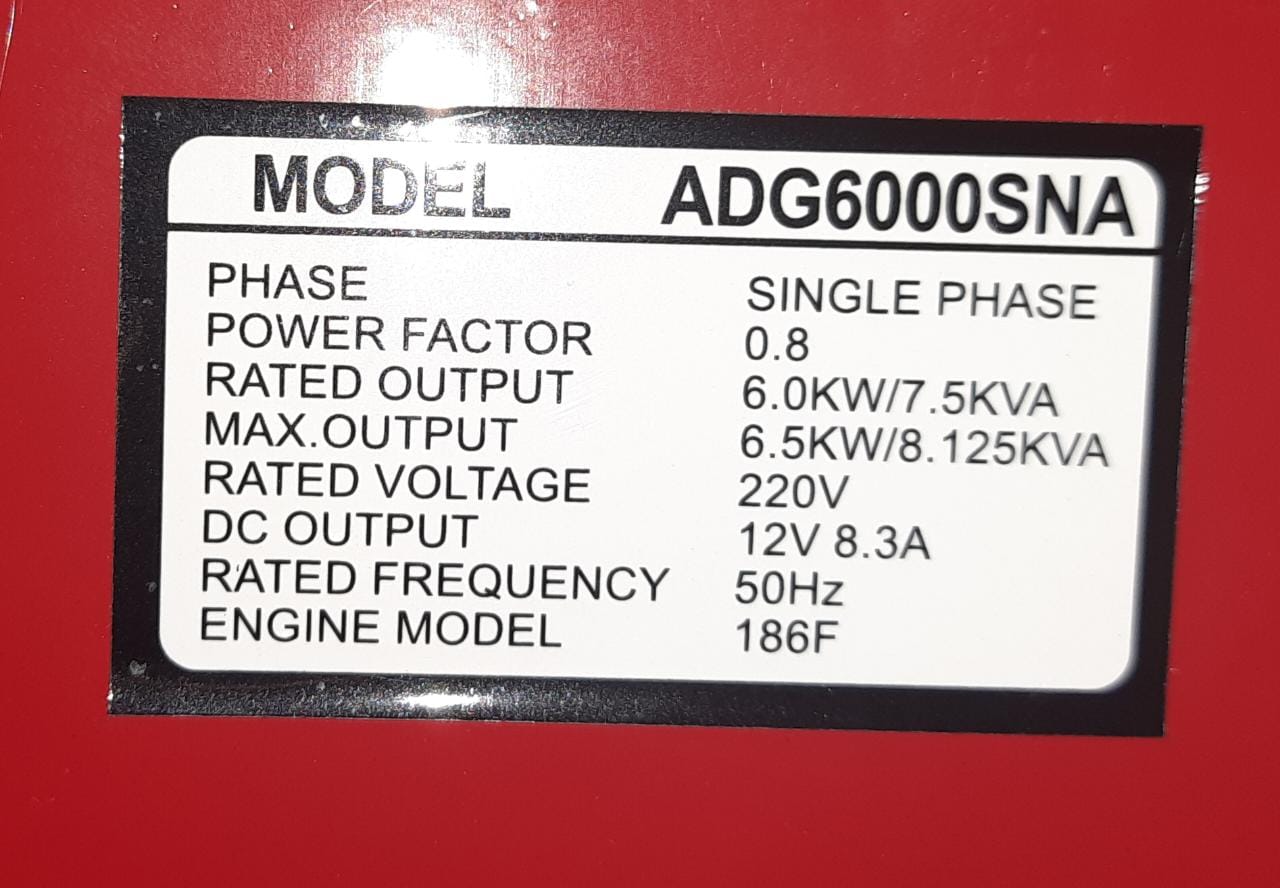 MODEL ADG6000SNA
PHASE SINGLE PHASE
POWER FACTOR 0.8
RATED OUTPUT 6.0KW/7.5KVA
MAX.OUTPUT 6.5KW/8.125KVA
RATED VOLTAGE 220V
DC OUTPUT 12V 8.3A
RATED FREQUENCY 50Hz
ENGINE MODEL 186F